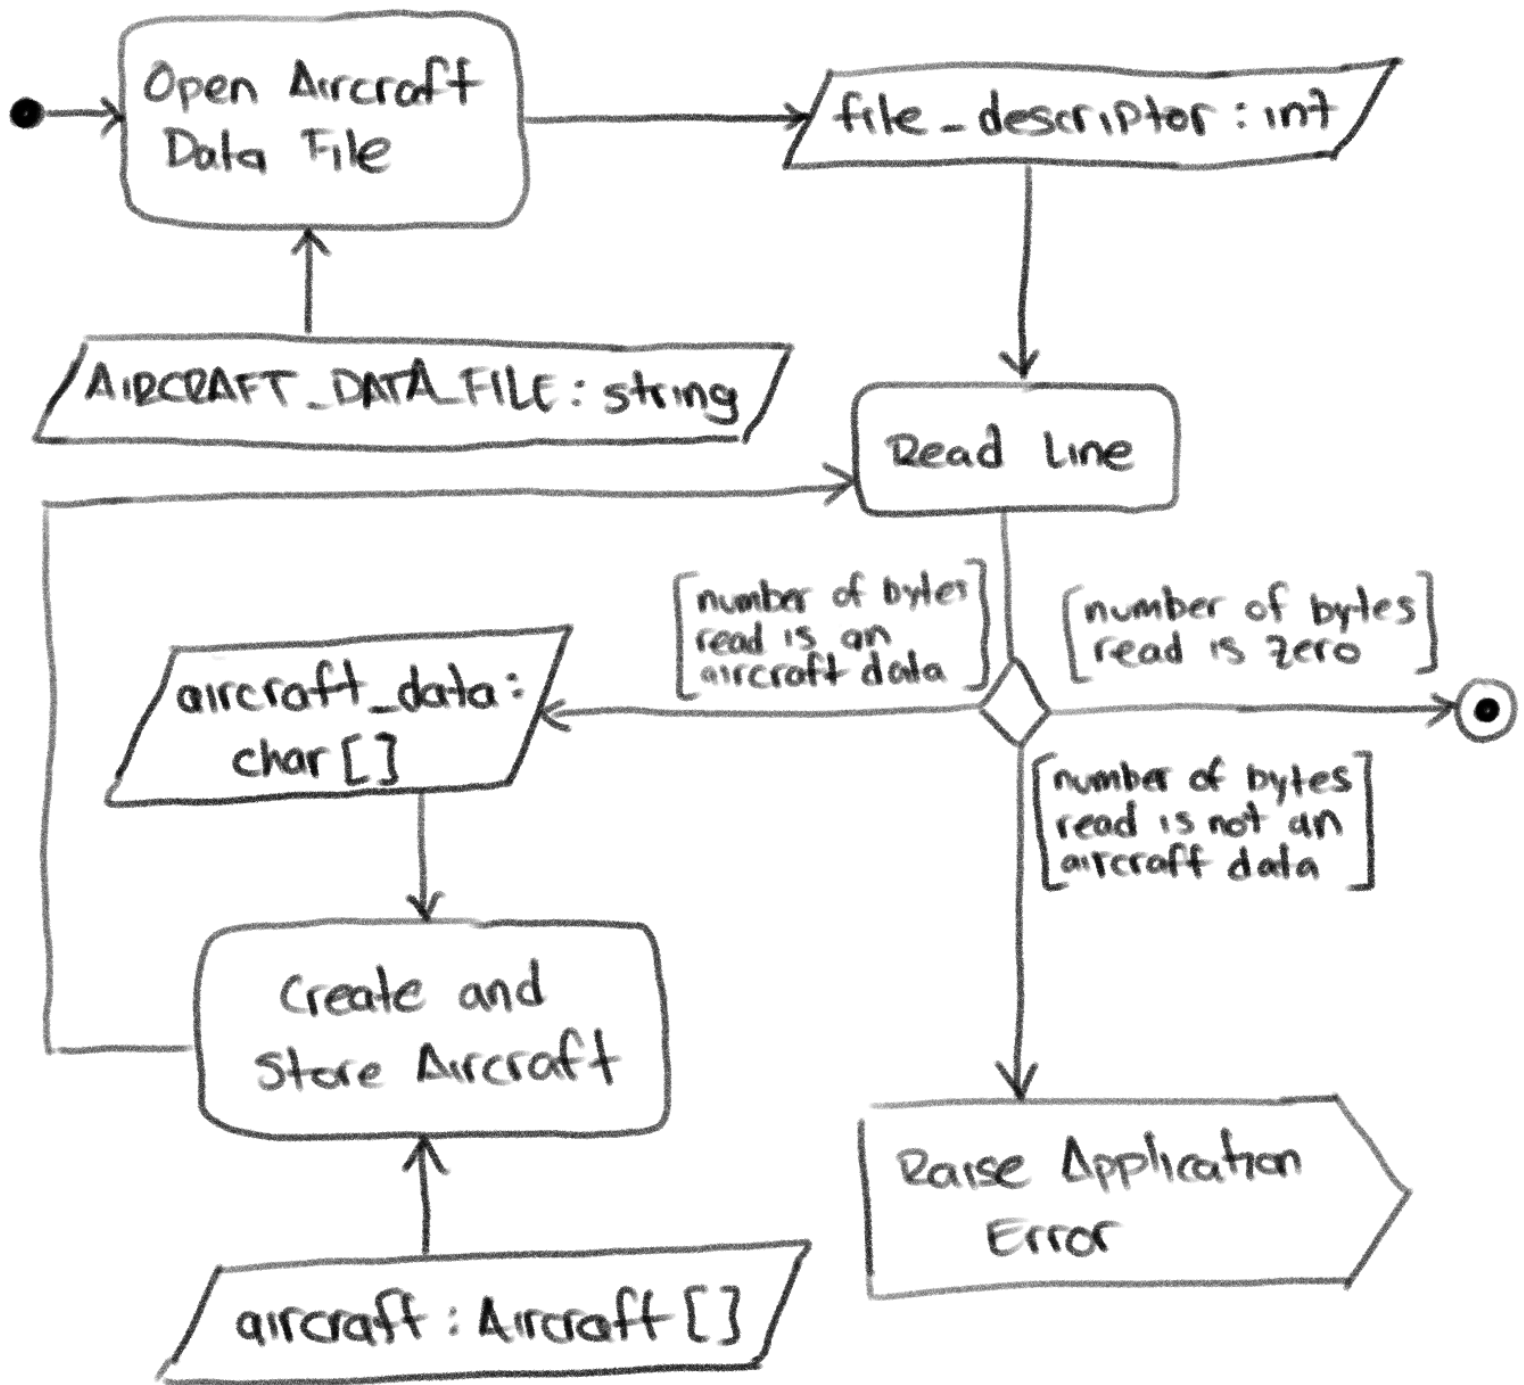 Open Aircraft
Data File
file_descriptor : int
AIRCRAFT_DATA_FILE : string
Read Line
[number of bytes
read is an
aircraft data]
[number of bytes
read is zero]
aircraft_data :
char []
[number of bytes
read is not an
aircraft data]
Create and
Store Aircraft
Raise Application
Error
aircraft : Aircraft []